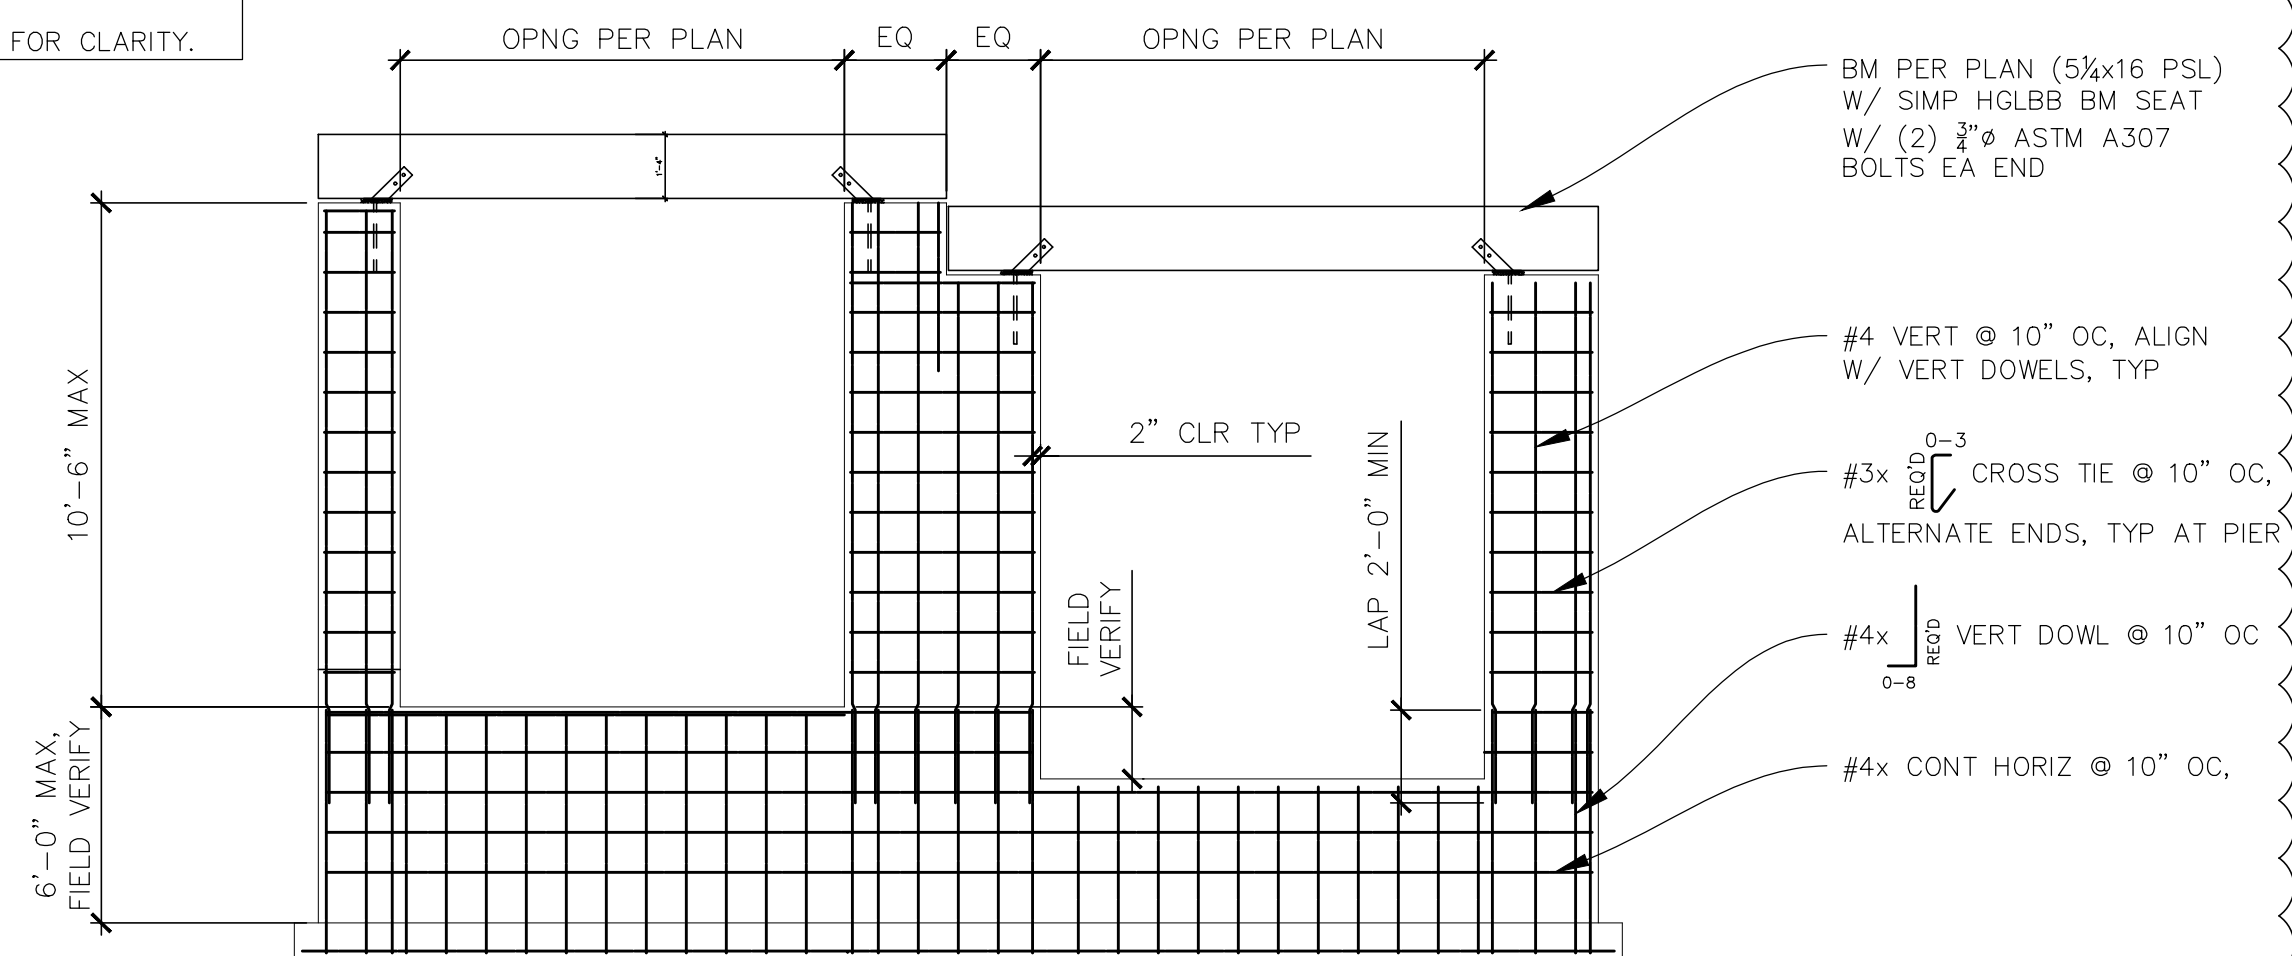 FOR CLARITY.
OPNG PER PLAN
EQ
EQ
OPNG PER PLAN
BM PER PLAN (5¼x16 PSL)
W/ SIMP HGLBB BM SEAT
W/ (2) ¾"ø ASTM A307
BOLTS EA END
1'-4"
10'-6" MAX
#4 VERT @ 10" OC, ALIGN
W/ VERT DOWELS, TYP
2" CLR TYP
LAP 2'-0" MIN
0-3
#3x REQ'D CROSS TIE @ 10" OC,
ALTERNATE ENDS, TYP AT PIER
FIELD
VERIFY
#4x REQ'D VERT DOWL @ 10" OC
0-8
6'-0" MAX,
FIELD VERIFY
#4x CONT HORIZ @ 10" OC,